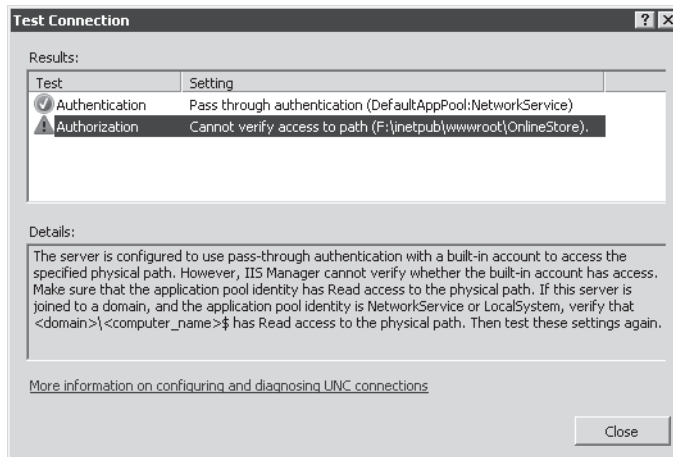 Test Connection
? X
Results:
Test Setting
Authentication Pass through authentication (DefaultAppPool:NetworkService)
Authorization Cannot verify access to path (F:\inetpub\wwwroot\OnlineStore).
Details:
The server is configured to use pass-through authentication with a built-in account to access the
specified physical path. However, IIS Manager cannot verify whether the built-in account has access.
Make sure that the application pool identity has Read access to the physical path. If this server is
joined to a domain, and the application pool identity is NetworkService or LocalSystem, verify that
<domain>\<computer_name>$ has Read access to the physical path. Then test these settings again.
More information on configuring and diagnosing UNC connections
Close